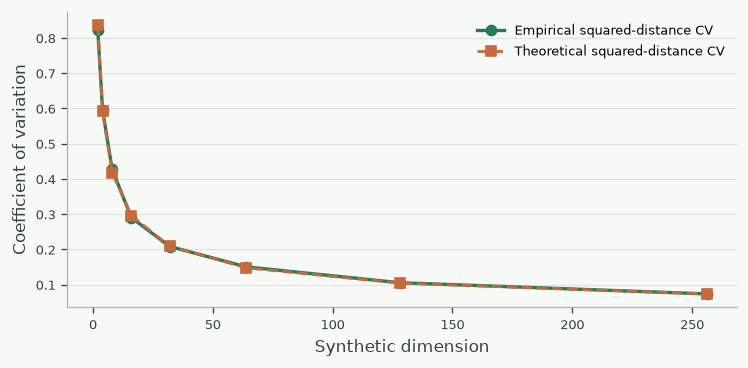 Empirical squared-distance CV
Theoretical squared-distance CV
Coefficient of variation
0.8
0.7
0.6
0.5
0.4
0.3
0.2
0.1
0 50 100 150 200 250
Synthetic dimension